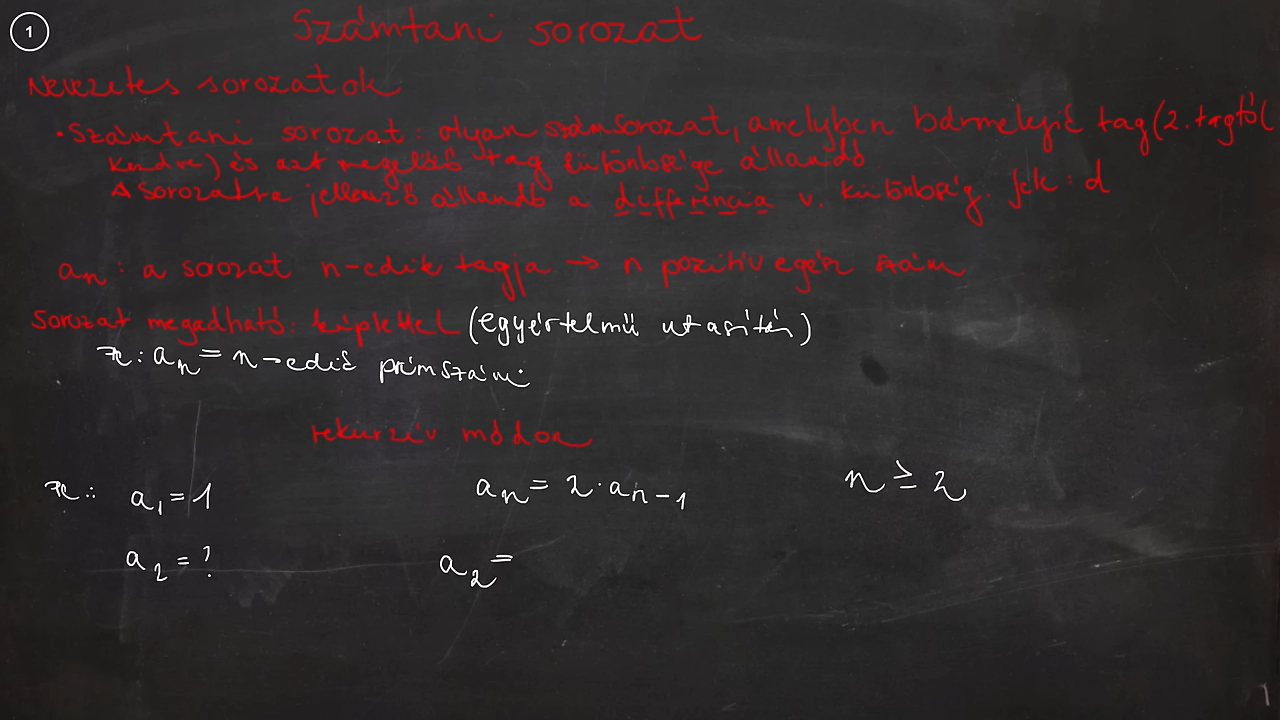 1
Számtani sorozat
Nevezetes sorozatok
• Számtani sorozat: olyan számsorozat, amelyben bármelyik tag (2. tagtól
kezdve) és azt megelőző tag különbsége állandó
A sorozatra jellemző állandó a differencia v. különbség. Jek: d
an: a sorozat n-edik tagja → n pozitív egész szám
Sorozat megadható: képlettel (egyértelmű utasítás)
pl: an = n-edik prímszám
rekurzív módon
pl: a1 = 1 an = 2·an-1 n ≥ 2
a2 = ? a2 =
1